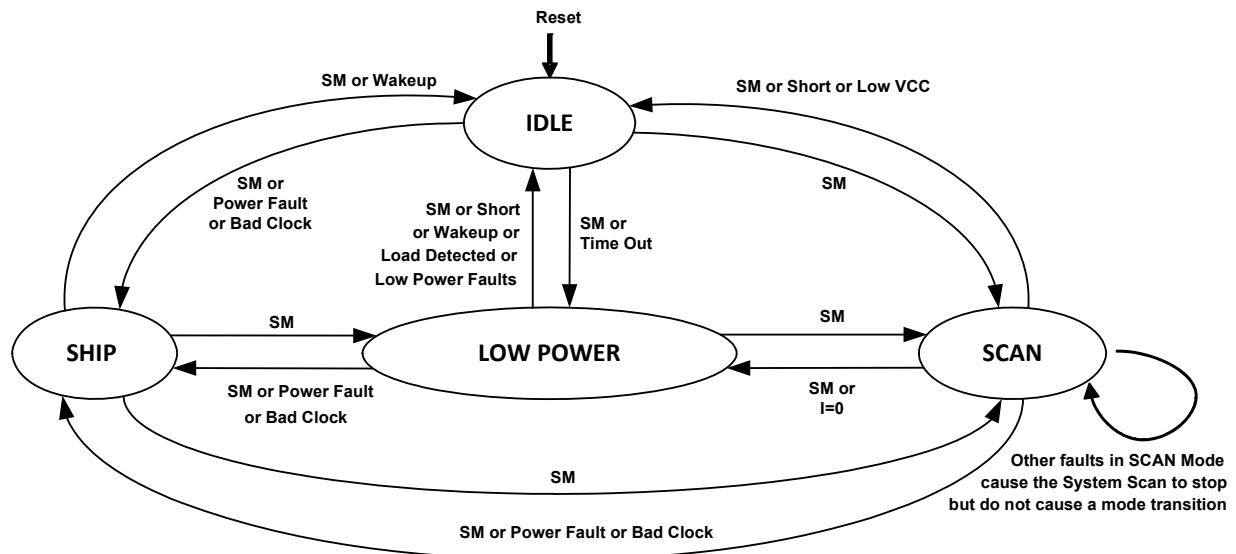 Reset
SM or Wakeup
SM or Short or Low VCC
IDLE
SM or
Power Fault
or Bad Clock
SM or Short
or Wakeup or
Load Detected or
Low Power Faults
SM or
Time Out
SM
SHIP
SM
LOW POWER
SM
SCAN
SM or Power Fault
or Bad Clock
SM or
I=0
SM
Other faults in SCAN Mode
cause the System Scan to stop
but do not cause a mode transition
SM or Power Fault or Bad Clock